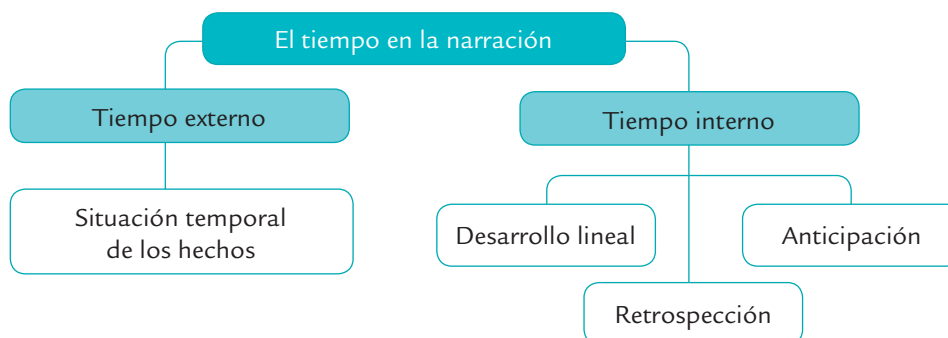 El tiempo en la narración
Tiempo externo
Tiempo interno
Situación temporal
de los hechos
Desarrollo lineal
Anticipación
Retrospección